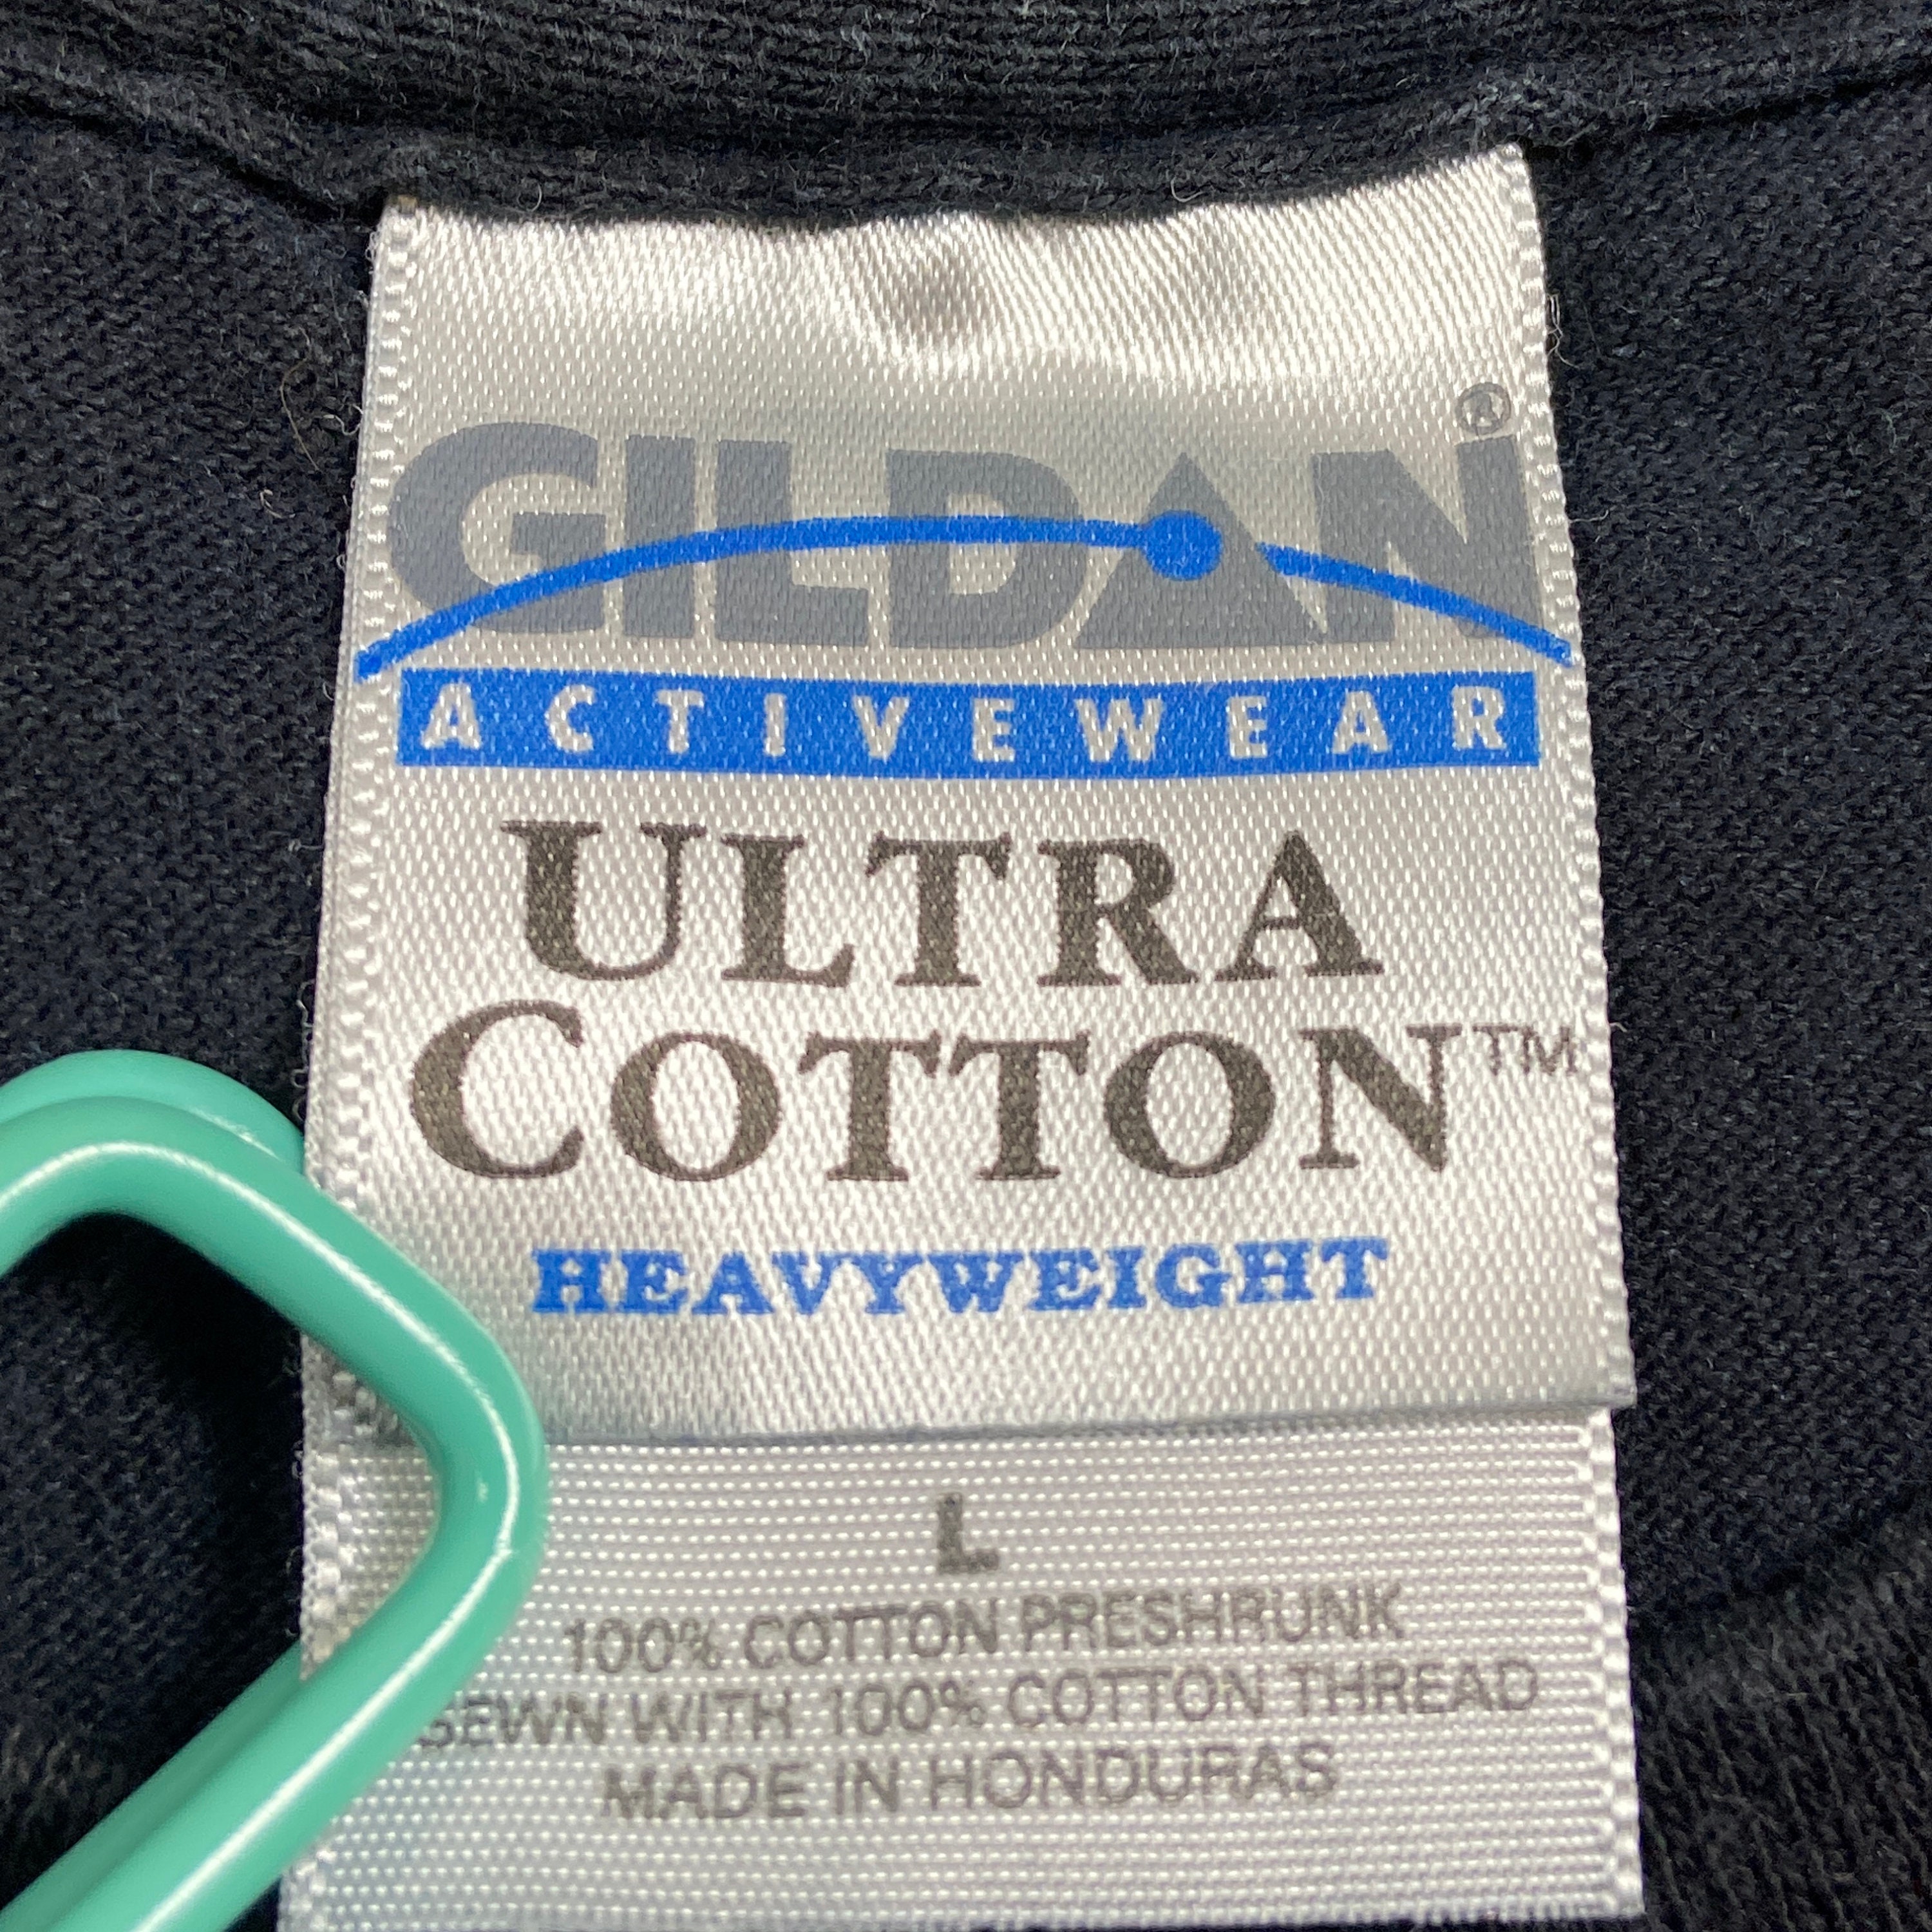 GILDAN®
ACTIVEWEAR
ULTRA
COTTON™
HEAVYWEIGHT
L
100% COTTON PRESHRUNK
SEWN WITH 100% COTTON THREAD
MADE IN HONDURAS